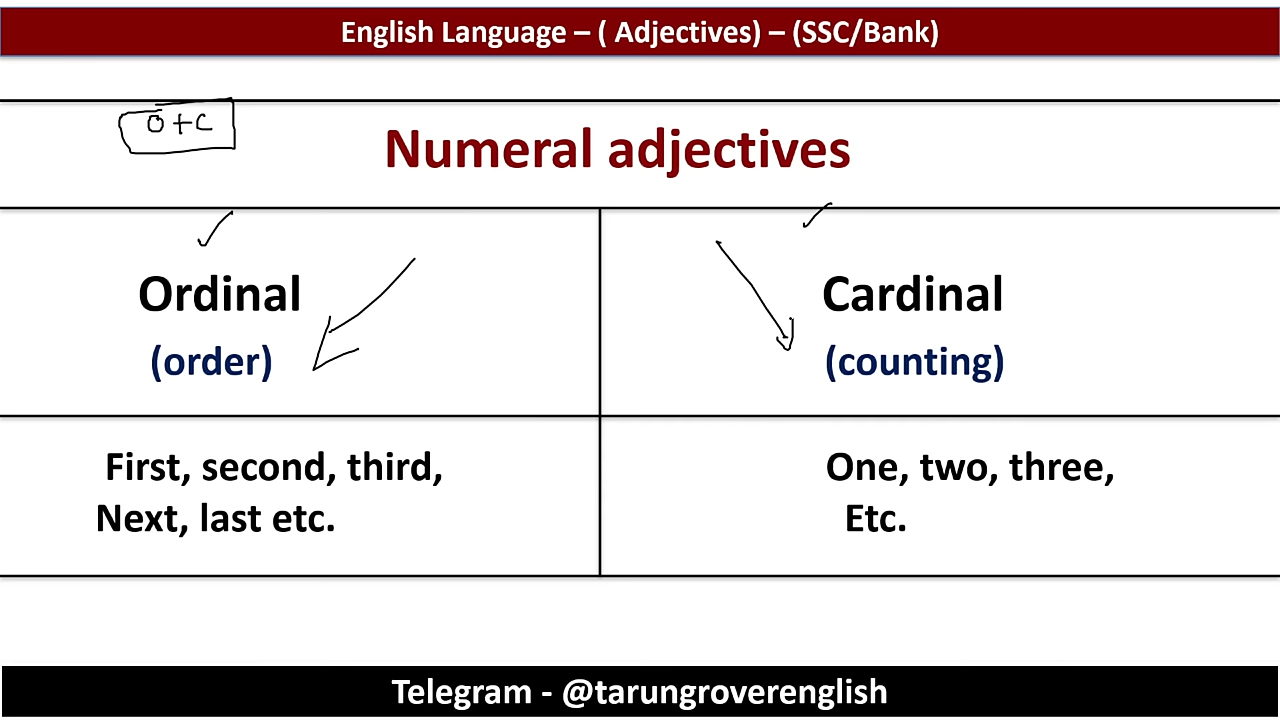 English Language – ( Adjectives) – (SSC/Bank)
O+C
Numeral adjectives
Ordinal
(order)
Cardinal
(counting)
First, second, third,
Next, last etc.
One, two, three,
Etc.
Telegram - @tarungroverenglish